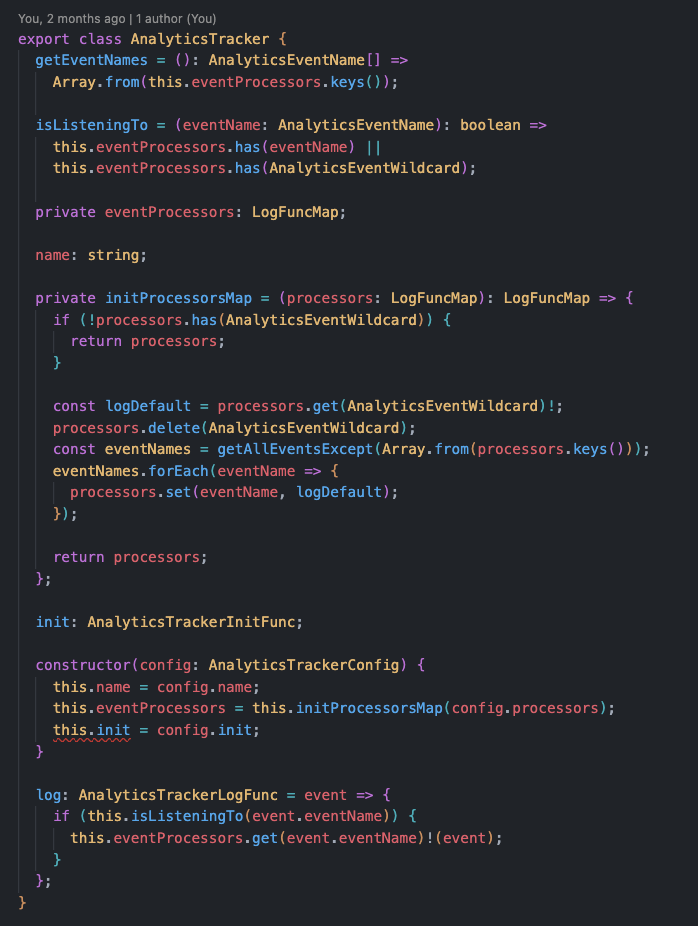 You, 2 months ago | 1 author (You)
export class AnalyticsTracker {
  getEventNames = (): AnalyticsEventName[] =>
    Array.from(this.eventProcessors.keys());

  isListeningTo = (eventName: AnalyticsEventName): boolean =>
    this.eventProcessors.has(eventName) ||
    this.eventProcessors.has(AnalyticsEventWildcard);

  private eventProcessors: LogFuncMap;

  name: string;

  private initProcessorsMap = (processors: LogFuncMap): LogFuncMap => {
    if (!processors.has(AnalyticsEventWildcard)) {
      return processors;
    }

    const logDefault = processors.get(AnalyticsEventWildcard)!;
    processors.delete(AnalyticsEventWildcard);
    const eventNames = getAllEventsExcept(Array.from(processors.keys()));
    eventNames.forEach(eventName => {
      processors.set(eventName, logDefault);
    });

    return processors;
  };

  init: AnalyticsTrackerInitFunc;

  constructor(config: AnalyticsTrackerConfig) {
    this.name = config.name;
    this.eventProcessors = this.initProcessorsMap(config.processors);
    this.init = config.init;
  }

  log: AnalyticsTrackerLogFunc = event => {
    if (this.isListeningTo(event.eventName)) {
      this.eventProcessors.get(event.eventName)!(event);
    }
  };
}